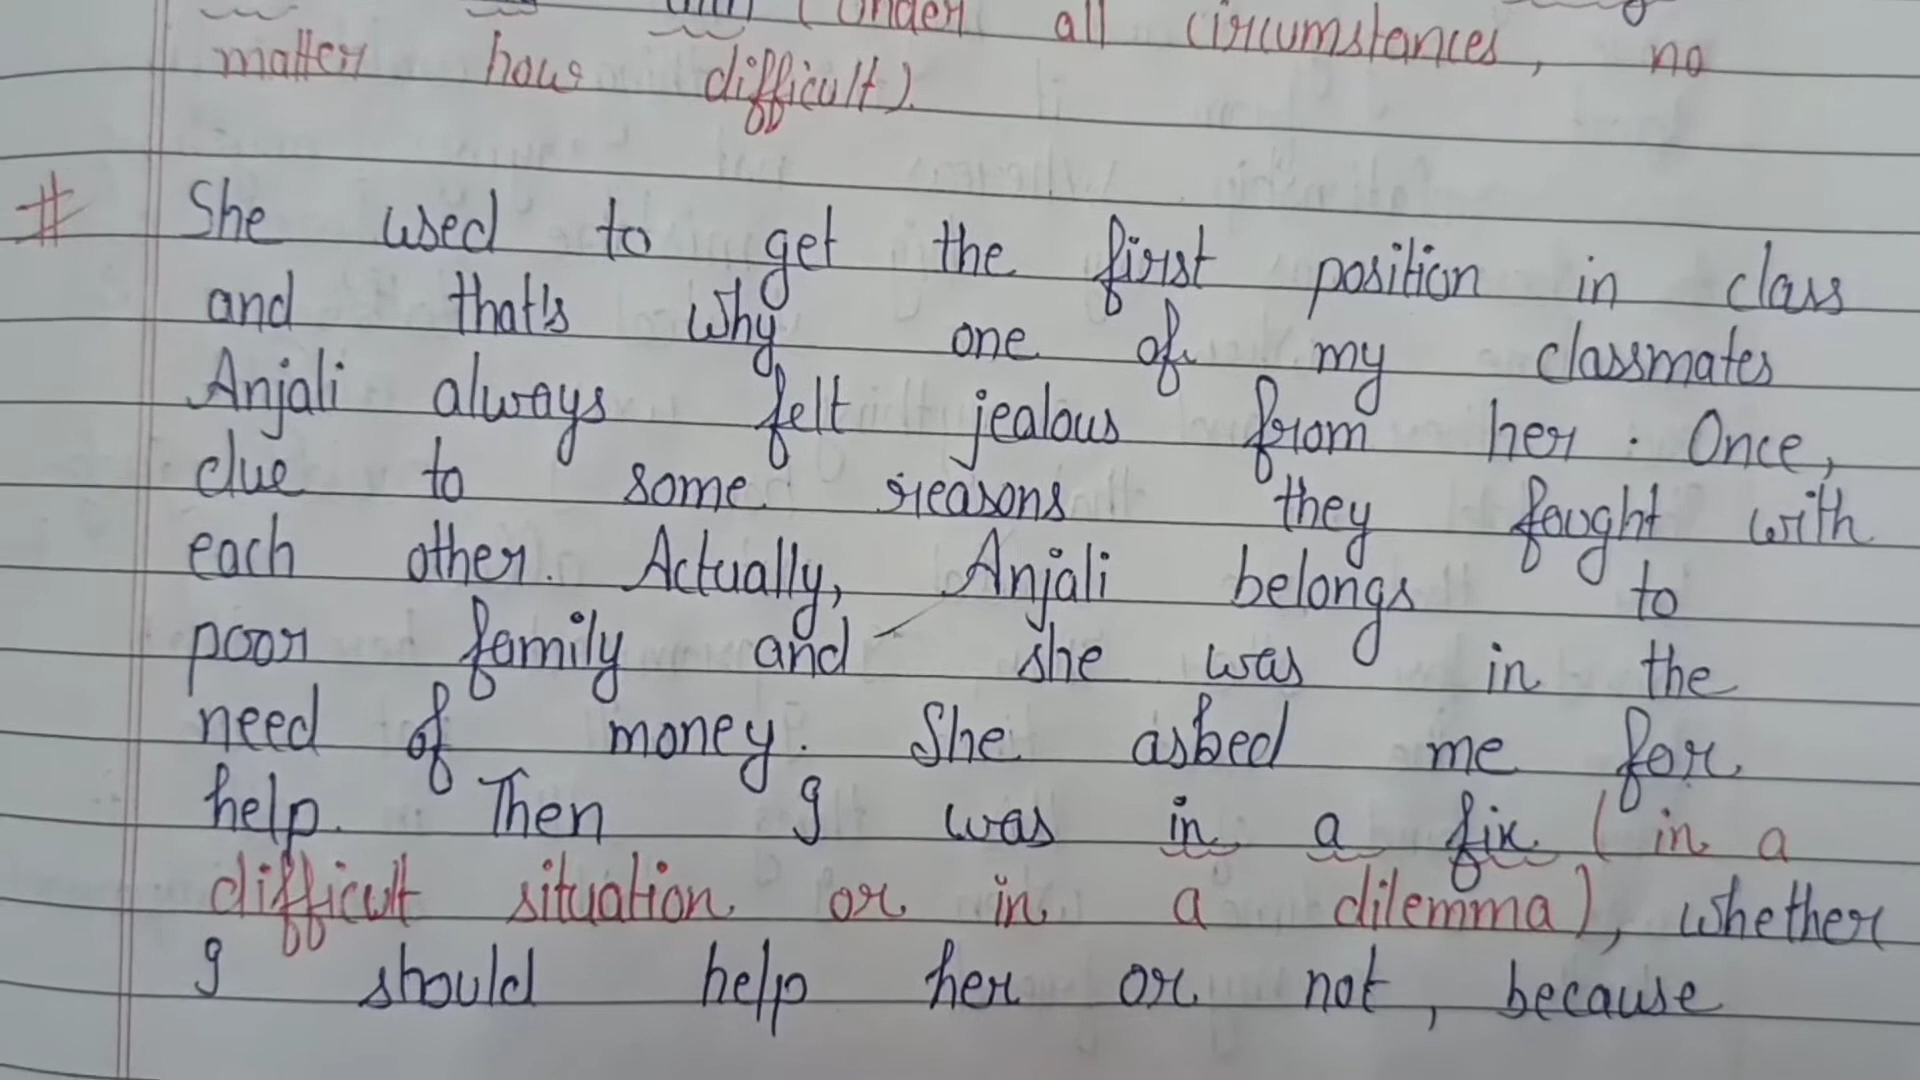 (Under all circumstances, no
matter how difficult).
# She used to get the first position in class
and that's why one of my classmates
Anjali always felt jealous from her. Once,
due to some reasons they fought with
each other. Actually, Anjali belongs to
poor family and she was in the
need of money. She asked me for
help. Then I was in a fix (in a
difficult situation or in a dilemma), whether
I should help her or not, because